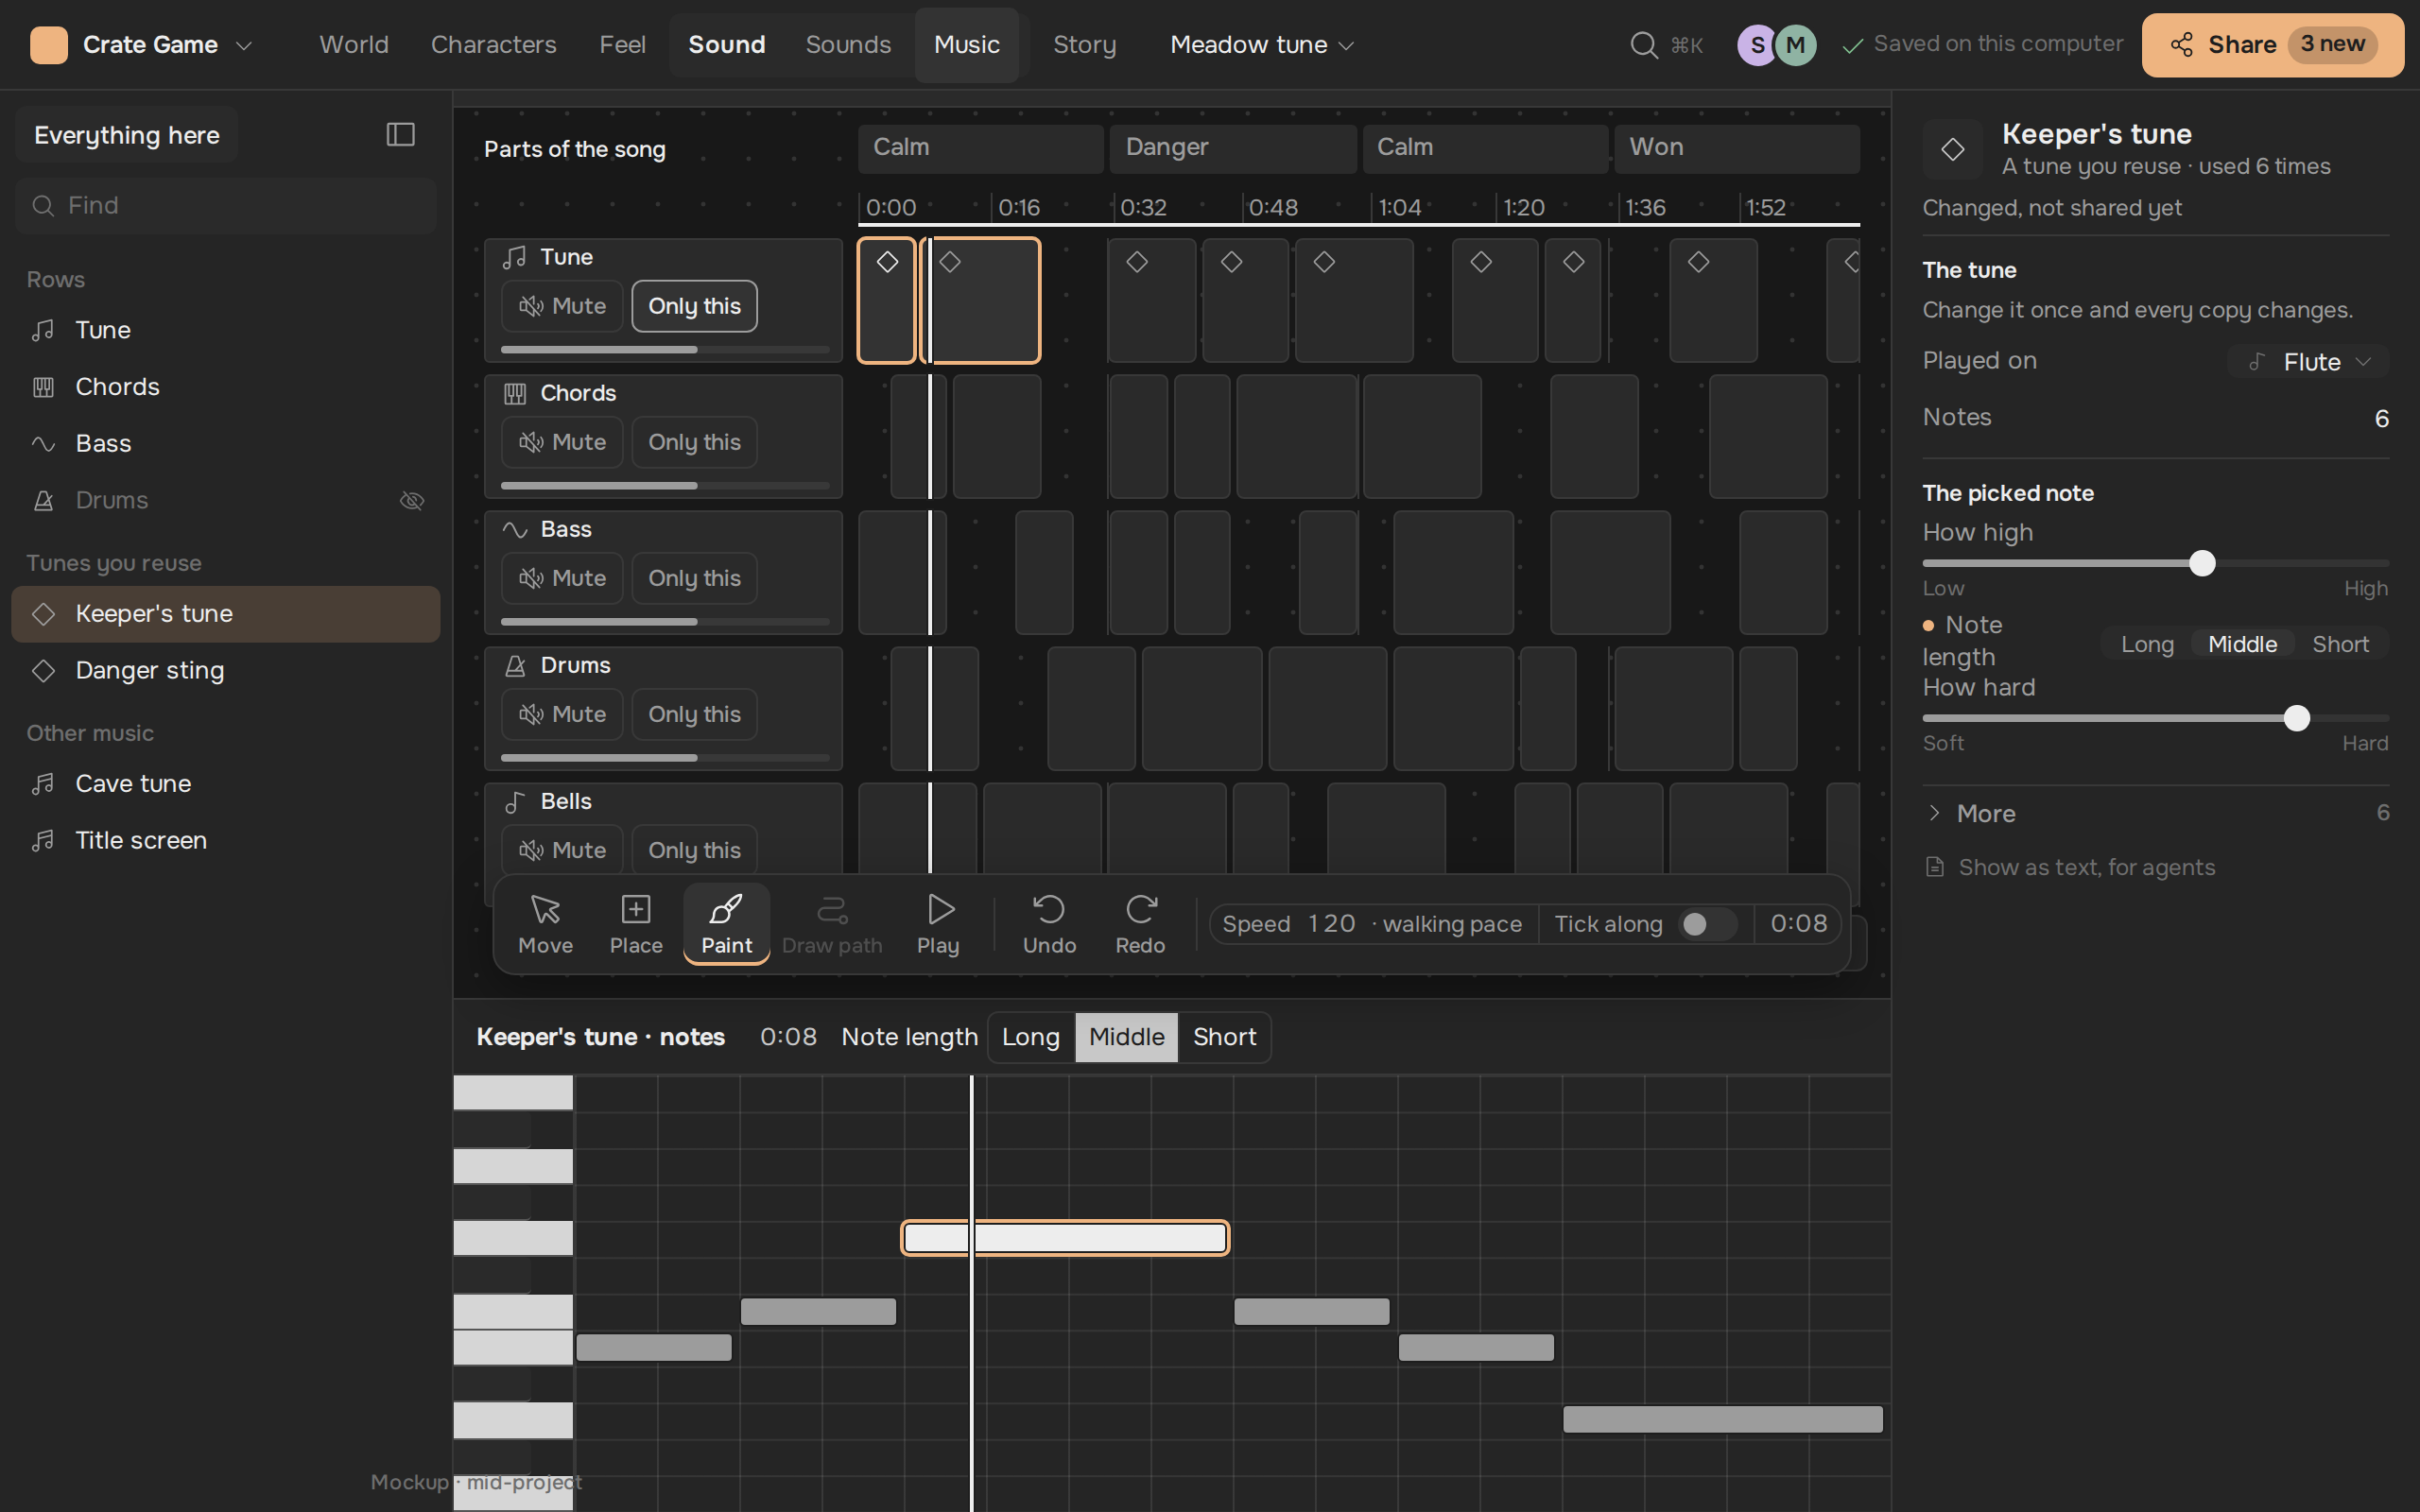 Crate Game
World
Characters
Feel
Sound
Sounds
Music
Story
Meadow tune
⌘K
S
M
Saved on this computer
Share
3 new
Everything here
Find
Rows
Tune
Chords
Bass
Drums
Tunes you reuse
Keeper's tune
Danger sting
Other music
Cave tune
Title screen
Parts of the song
Calm
Danger
Calm
Won
0:00
0:16
0:32
0:48
1:04
1:20
1:36
1:52
Tune
Mute
Only this
Chords
Mute
Only this
Bass
Mute
Only this
Drums
Mute
Only this
Bells
Mute
Only this
Move
Place
Paint
Draw path
Play
Undo
Redo
Speed 120 · walking pace
Tick along
0:08
Keeper's tune · notes
0:08
Note length
Long
Middle
Short
Mockup · mid-project
Keeper's tune
A tune you reuse · used 6 times
Changed, not shared yet
The tune
Change it once and every copy changes.
Played on
Flute
Notes
6
The picked note
How high
Low
High
Note
length
Long
Middle
Short
How hard
Soft
Hard
More
6
Show as text, for agents